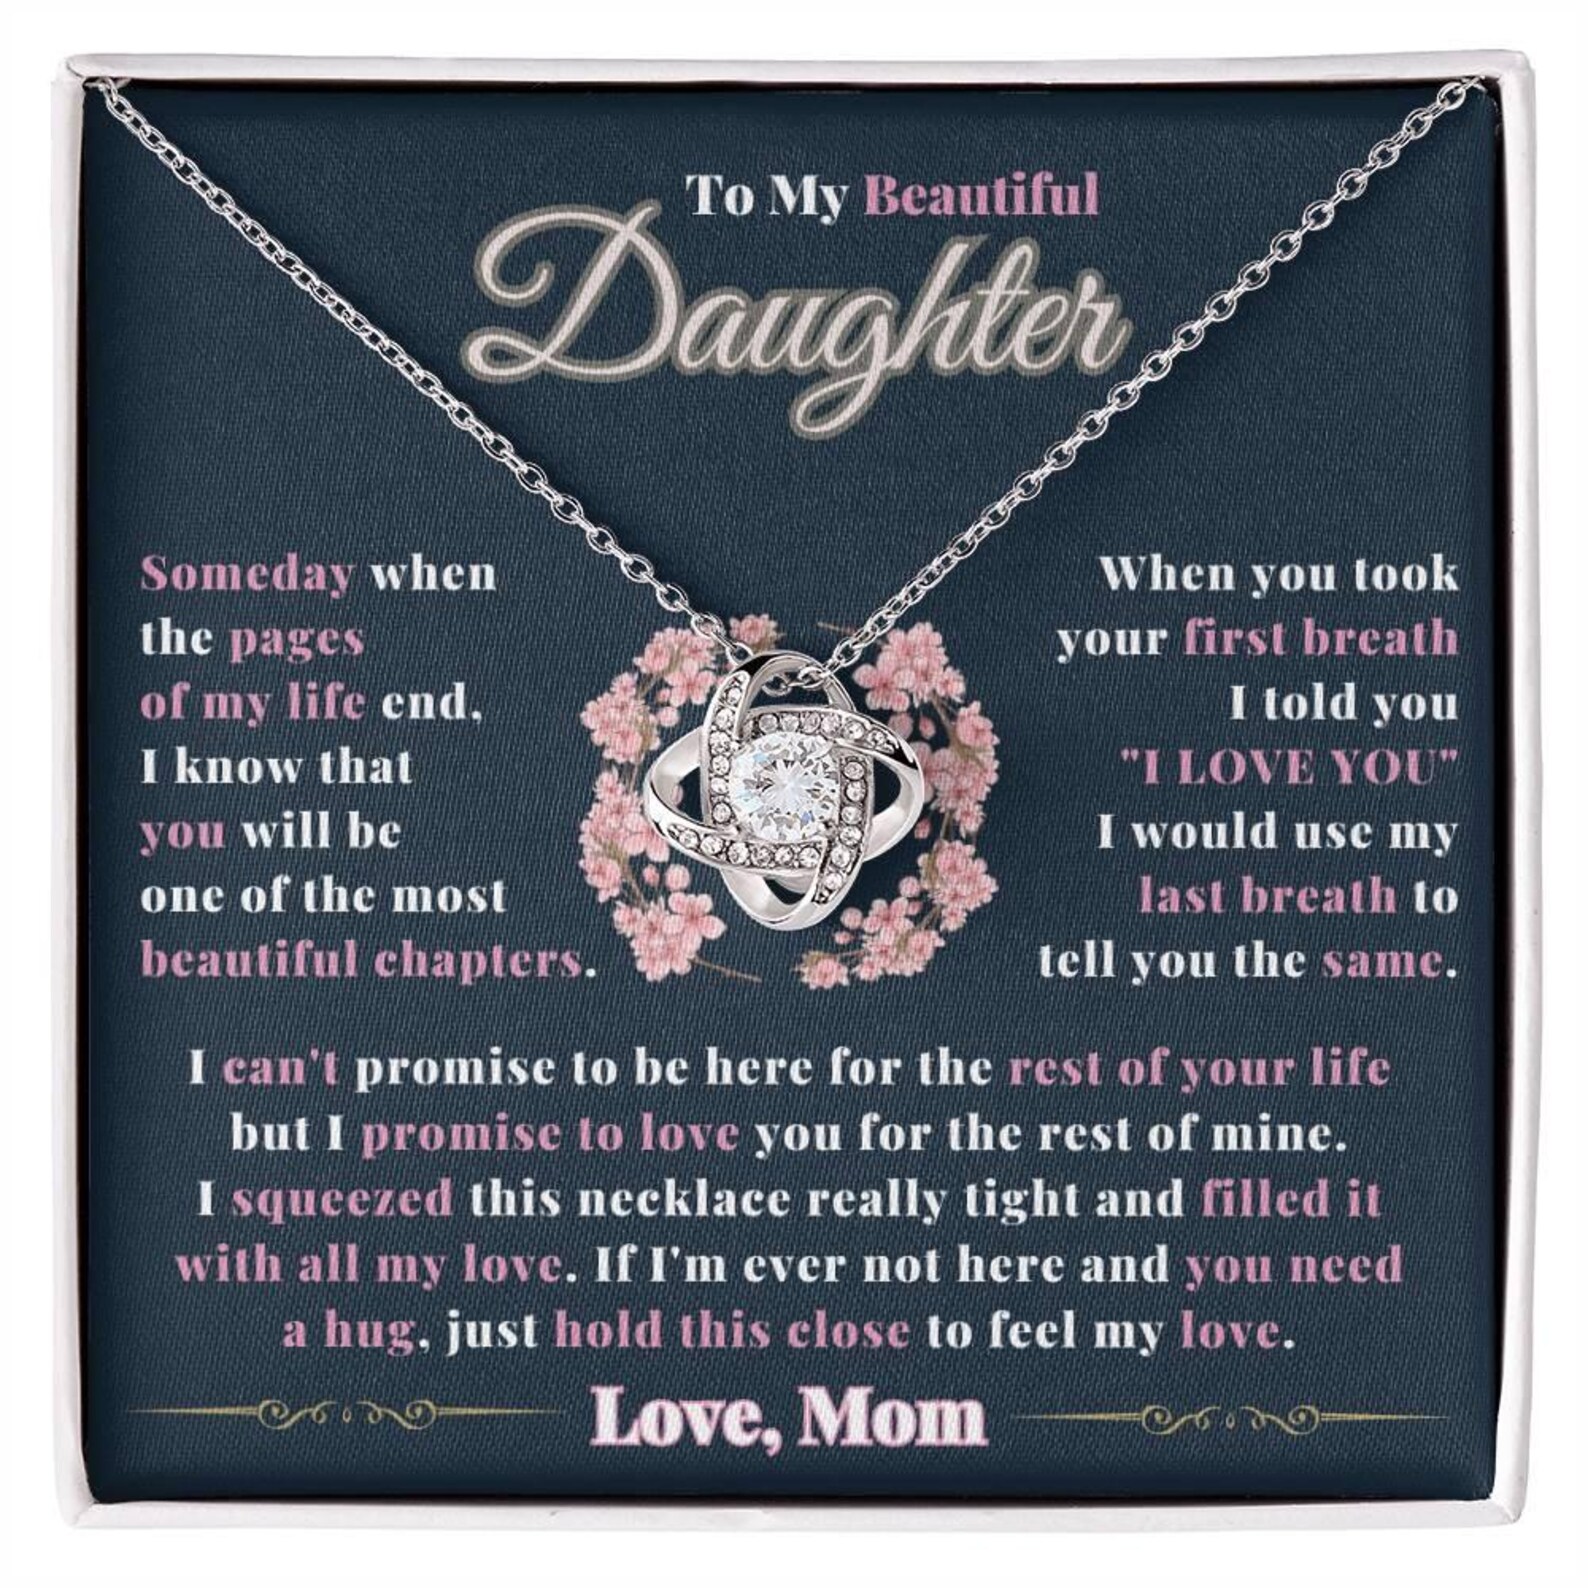 To My Beautiful
Daughter
Someday when
the pages
of my life end,
I know that
you will be
one of the most
beautiful chapters.
When you took
your first breath
I told you
"I LOVE YOU"
I would use my
last breath to
tell you the same.
I can't promise to be here for the rest of your life
but I promise to love you for the rest of mine.
I squeezed this necklace really tight and filled it
with all my love. If I'm ever not here and you need
a hug, just hold this close to feel my love.
Love, Mom